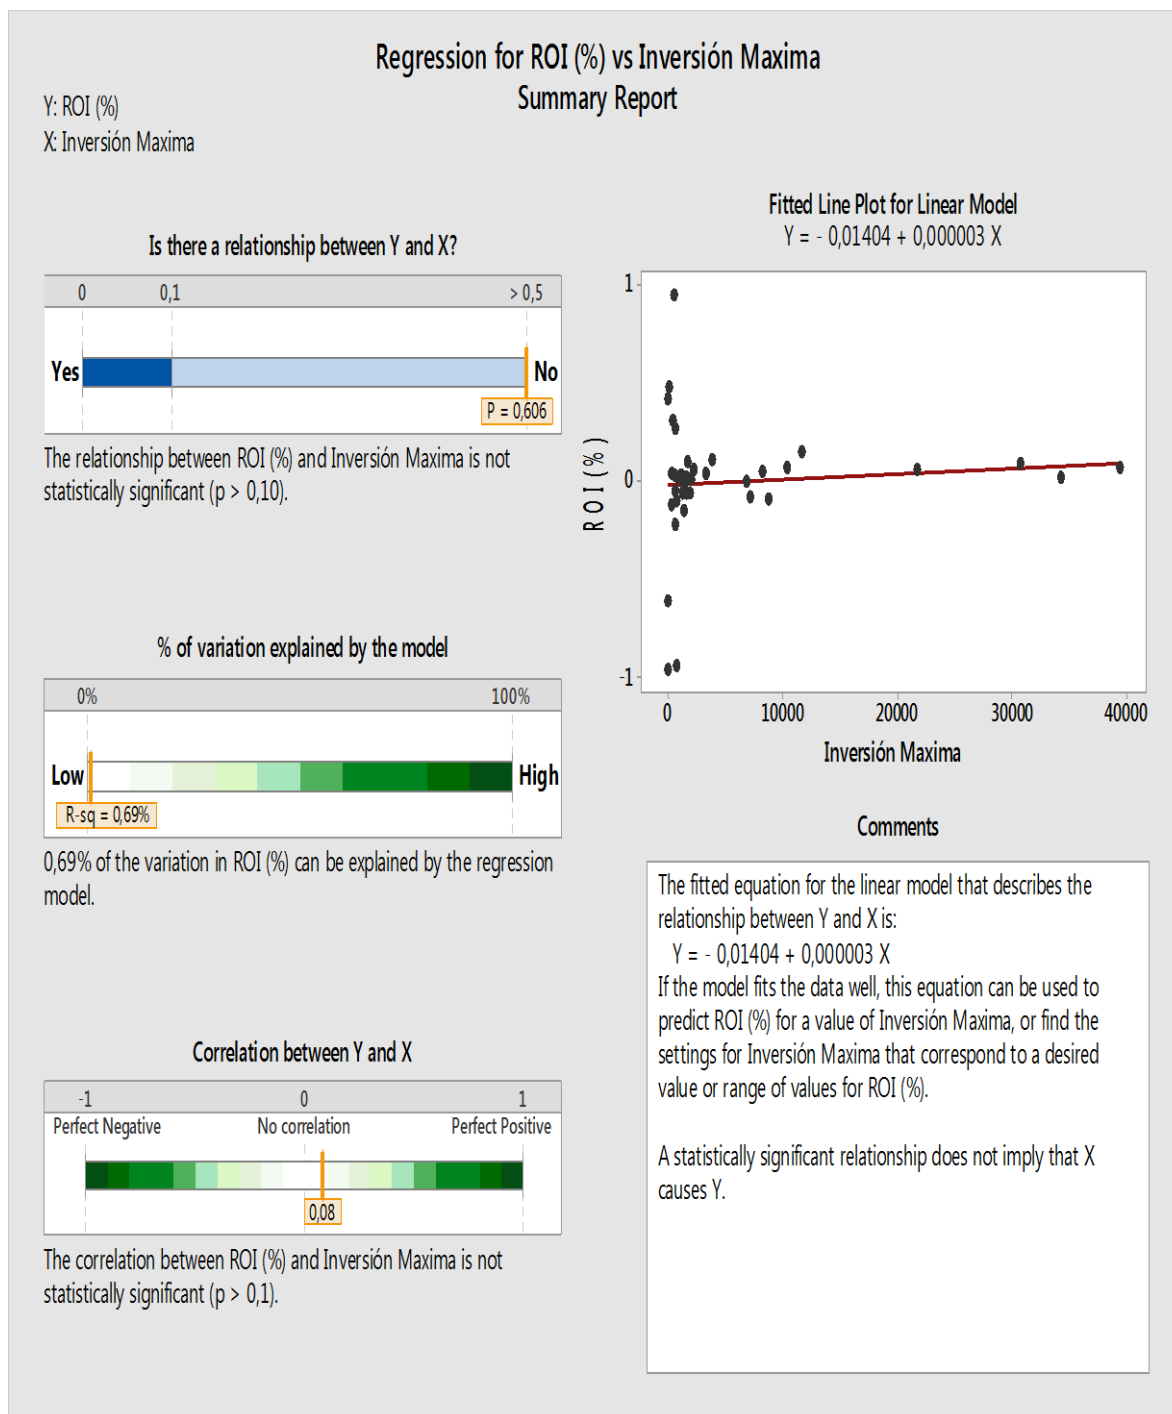 Regression for ROI (%) vs Inversión Maxima
Summary Report
Y: ROI (%)
X: Inversión Maxima
Is there a relationship between Y and X?
0 0,1 > 0,5
Yes No
P = 0,606
The relationship between ROI (%) and Inversión Maxima is not
statistically significant (p > 0,10).
% of variation explained by the model
0% 100%
Low High
R-sq = 0,69%
0,69% of the variation in ROI (%) can be explained by the regression
model.
Correlation between Y and X
-1 0 1
Perfect Negative No correlation Perfect Positive
0,08
The correlation between ROI (%) and Inversión Maxima is not
statistically significant (p > 0,1).
Fitted Line Plot for Linear Model
Y = - 0,01404 + 0,000003 X
1
0
-1
ROI (%)
0 10000 20000 30000 40000
Inversión Maxima
Comments
The fitted equation for the linear model that describes the
relationship between Y and X is:
Y = - 0,01404 + 0,000003 X
If the model fits the data well, this equation can be used to
predict ROI (%) for a value of Inversión Maxima, or find the
settings for Inversión Maxima that correspond to a desired
value or range of values for ROI (%).
A statistically significant relationship does not imply that X
causes Y.